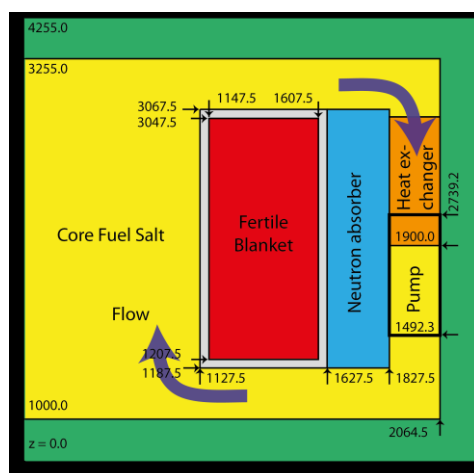 4255.0
3255.0
1147.5 1607.5
3067.5
3047.5
Heat ex-
changer
2739.2
Core Fuel Salt
Fertile
Blanket
Neutron absorber
1900.0
Pump
Flow
1492.3
1207.5
1187.5
1127.5
1627.5
1827.5
1000.0
2064.5
z = 0.0